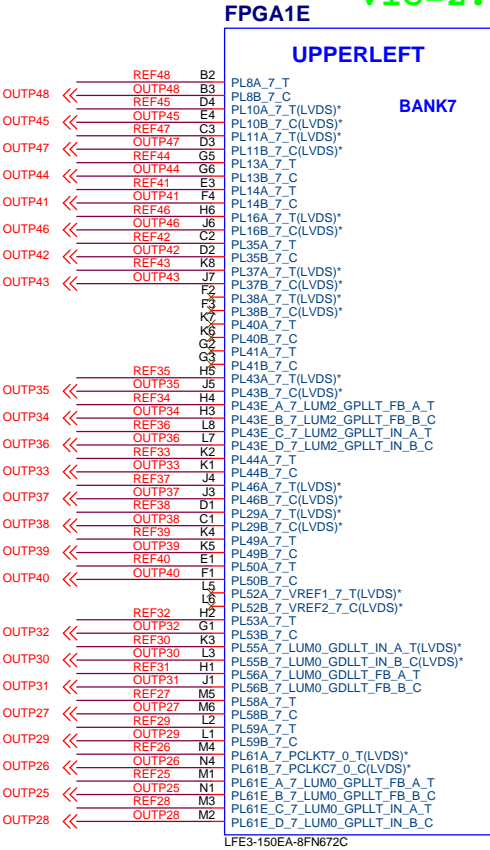 FPGA1E
VIO=2.
UPPERLEFT
BANK7
REF48 B2 PL8A_7_T
OUTP48 OUTP48 B3 PL8B_7_C
REF45 D4 PL10A_7_T(LVDS)*
OUTP45 OUTP45 E4 PL10B_7_C(LVDS)*
REF47 C3 PL11A_7_T(LVDS)*
OUTP47 OUTP47 D3 PL11B_7_C(LVDS)*
REF44 G5 PL13A_7_T
OUTP44 OUTP44 G6 PL13B_7_C
REF41 E3 PL14A_7_T
OUTP41 OUTP41 F4 PL14B_7_C
REF46 H6 PL16A_7_T(LVDS)*
OUTP46 OUTP46 J6 PL16B_7_C(LVDS)*
REF42 C2 PL35A_7_T
OUTP42 OUTP42 D2 PL35B_7_C
REF43 K8 PL37A_7_T(LVDS)*
OUTP43 OUTP43 J7 PL37B_7_C(LVDS)*
F2 PL38A_7_T(LVDS)*
F3 PL38B_7_C(LVDS)*
K7 PL40A_7_T
K6 PL40B_7_C
G2 PL41A_7_T
G3 PL41B_7_C
REF35 H5 PL43A_7_T(LVDS)*
OUTP35 OUTP35 J5 PL43B_7_C(LVDS)*
REF34 H4 PL43E_A_7_LUM2_GPLLT_FB_A_T
OUTP34 OUTP34 H3 PL43E_B_7_LUM2_GPLLT_FB_B_C
REF36 L8 PL43E_C_7_LUM2_GPLLT_IN_A_T
OUTP36 OUTP36 L7 PL43E_D_7_LUM2_GPLLT_IN_B_C
REF33 K2 PL44A_7_T
OUTP33 OUTP33 K1 PL44B_7_C
REF37 J4 PL46A_7_T(LVDS)*
OUTP37 OUTP37 J3 PL46B_7_C(LVDS)*
REF38 D1 PL29A_7_T(LVDS)*
OUTP38 OUTP38 C1 PL29B_7_C(LVDS)*
REF39 K4 PL49A_7_T
OUTP39 OUTP39 K5 PL49B_7_C
REF40 E1 PL50A_7_T
OUTP40 OUTP40 F1 PL50B_7_C
L5 PL52A_7_VREF1_7_T(LVDS)*
L6 PL52B_7_VREF2_7_C(LVDS)*
REF32 H2 PL53A_7_T
OUTP32 OUTP32 G1 PL53B_7_C
REF30 K3 PL55A_7_LUM0_GDLLT_IN_A_T(LVDS)*
OUTP30 OUTP30 L3 PL55B_7_LUM0_GDLLT_IN_B_C(LVDS)*
REF31 H1 PL56A_7_LUM0_GDLLT_FB_A_T
OUTP31 OUTP31 J1 PL56B_7_LUM0_GDLLT_FB_B_C
REF27 M5 PL58A_7_T
OUTP27 OUTP27 M6 PL58B_7_C
REF29 L2 PL59A_7_T
OUTP29 OUTP29 L1 PL59B_7_C
REF26 M4 PL61A_7_PCLKT7_0_T(LVDS)*
OUTP26 OUTP26 N4 PL61B_7_PCLKC7_0_C(LVDS)*
REF25 M1 PL61E_A_7_LUM0_GPLLT_FB_A_T
OUTP25 OUTP25 N1 PL61E_B_7_LUM0_GPLLT_FB_B_C
REF28 M3 PL61E_C_7_LUM0_GPLLT_IN_A_T
OUTP28 OUTP28 M2 PL61E_D_7_LUM0_GPLLT_IN_B_C
LFE3-150EA-8FN672C